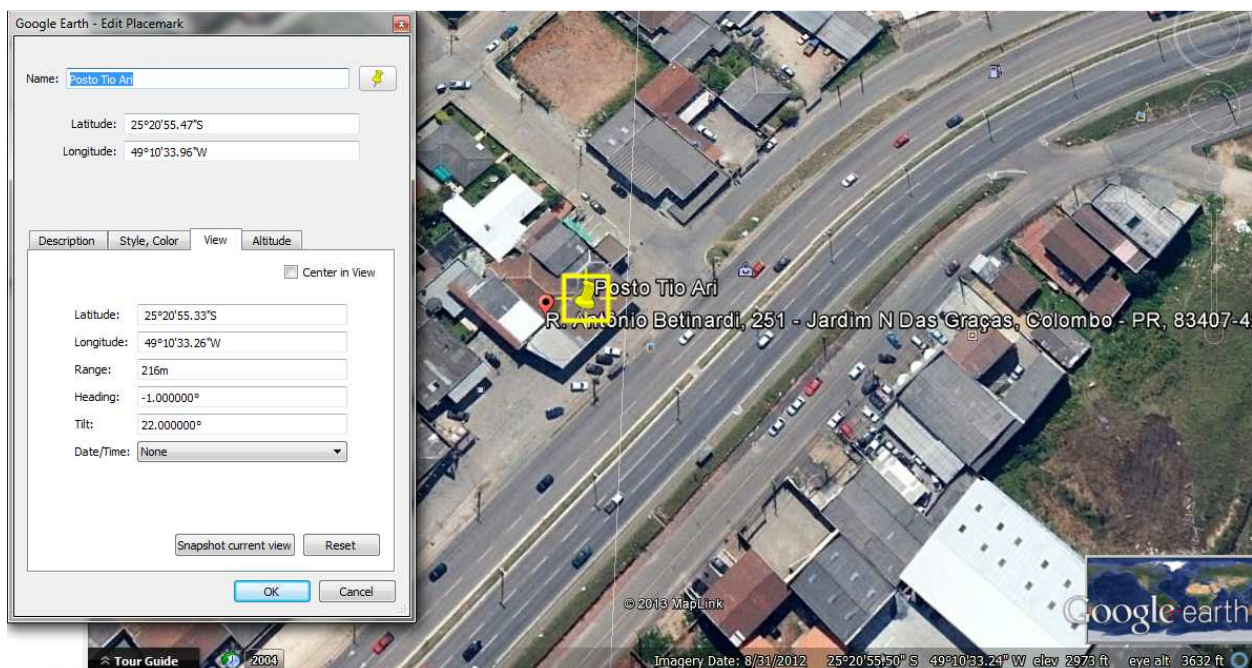 Google Earth - Edit Placemark
Name: Posto Tio Ari
Latitude: 25°20'55.47"S
Longitude: 49°10'33.96"W
Description Style, Color View Altitude
Center in View
Latitude: 25°20'55.33"S
Longitude: 49°10'33.26"W
Range: 216m
Heading: -1.000000°
Tilt: 22.000000°
Date/Time: None
Snapshot current view Reset
OK Cancel
Posto Tio Ari
R. Antônio Betinardi, 251 - Jardim N Das Graças, Colombo - PR, 83407-4
© 2013 MapLink
Google earth
Tour Guide 2004
Imagery Date: 8/31/2012 25°20'55.50" S 49°10'33.24" W elev 2973 ft eye alt 3632 ft